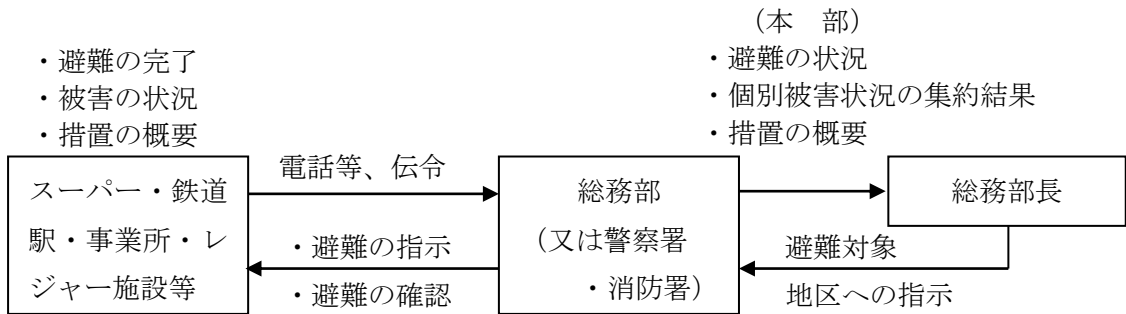 （本　部）
・避難の完了
・被害の状況
・措置の概要
・避難の状況
・個別被害状況の集約結果
・措置の概要
スーパー・鉄道
駅・事業所・レ
ジャー施設等
電話等、伝令
・避難の指示
・避難の確認
総務部
（又は警察署
・消防署）
総務部長
避難対象
地区への指示